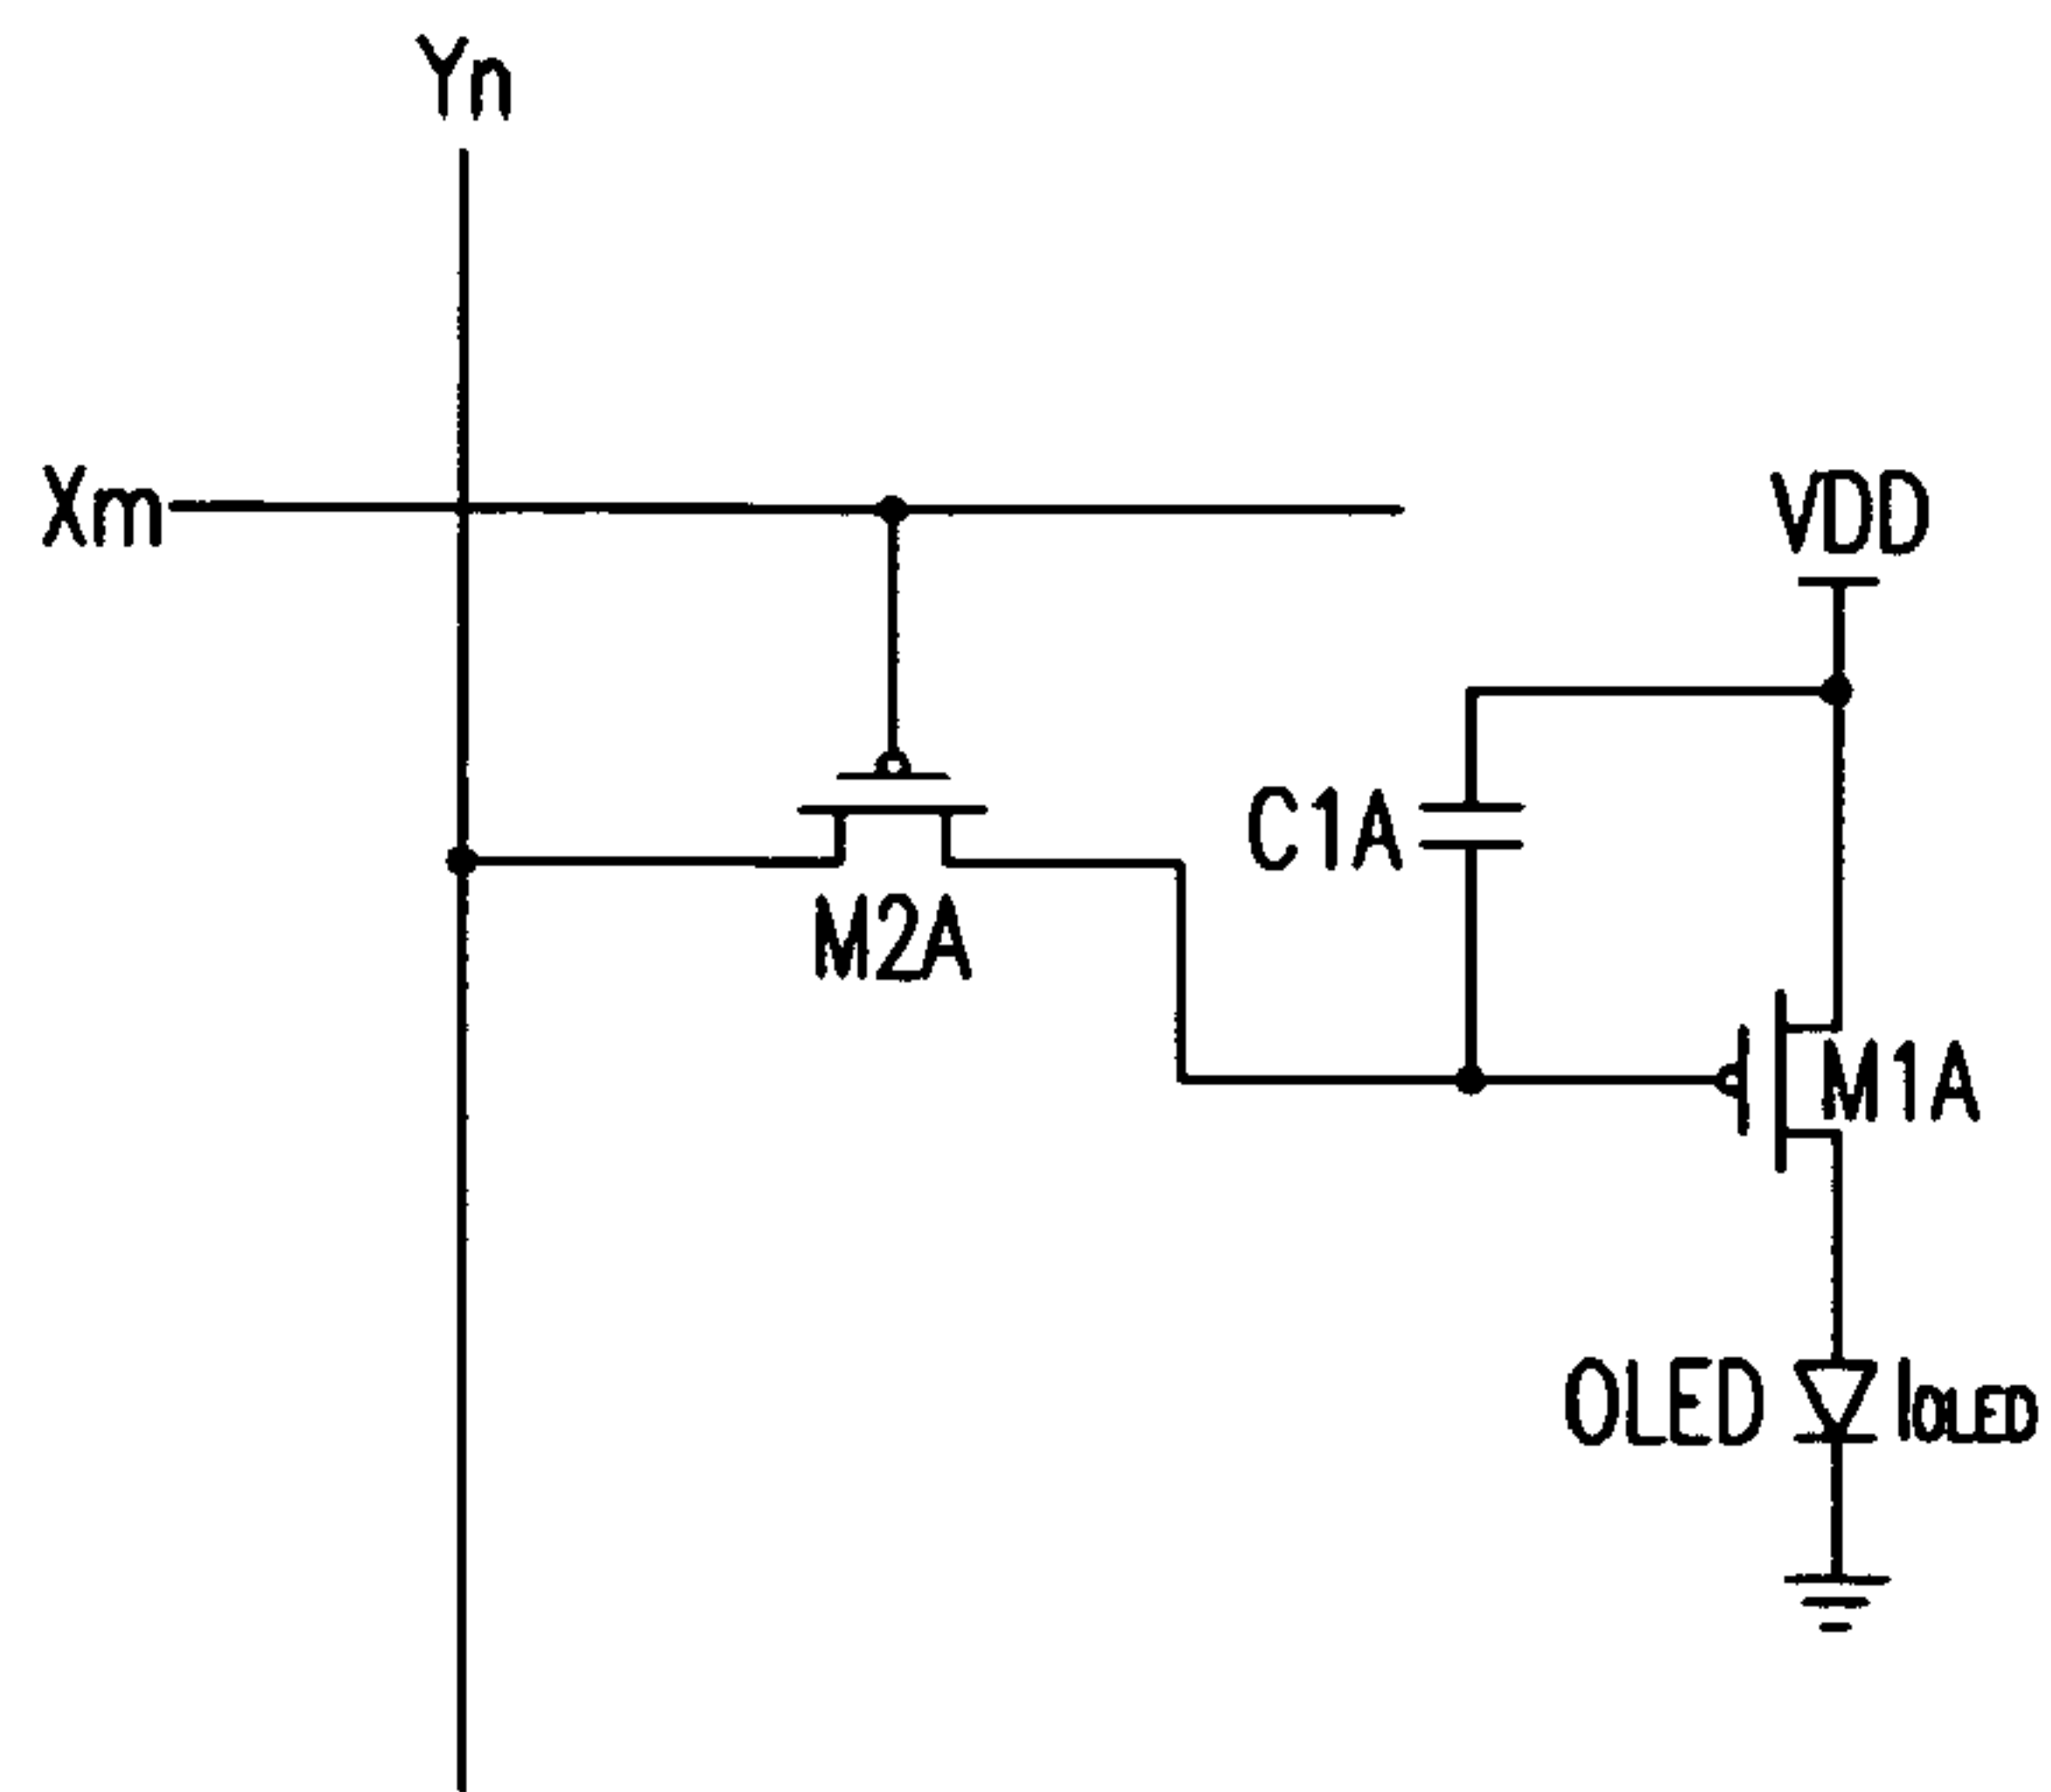 Yn
Xm
VDD
C1A
M2A
M1A
OLED
IOLED